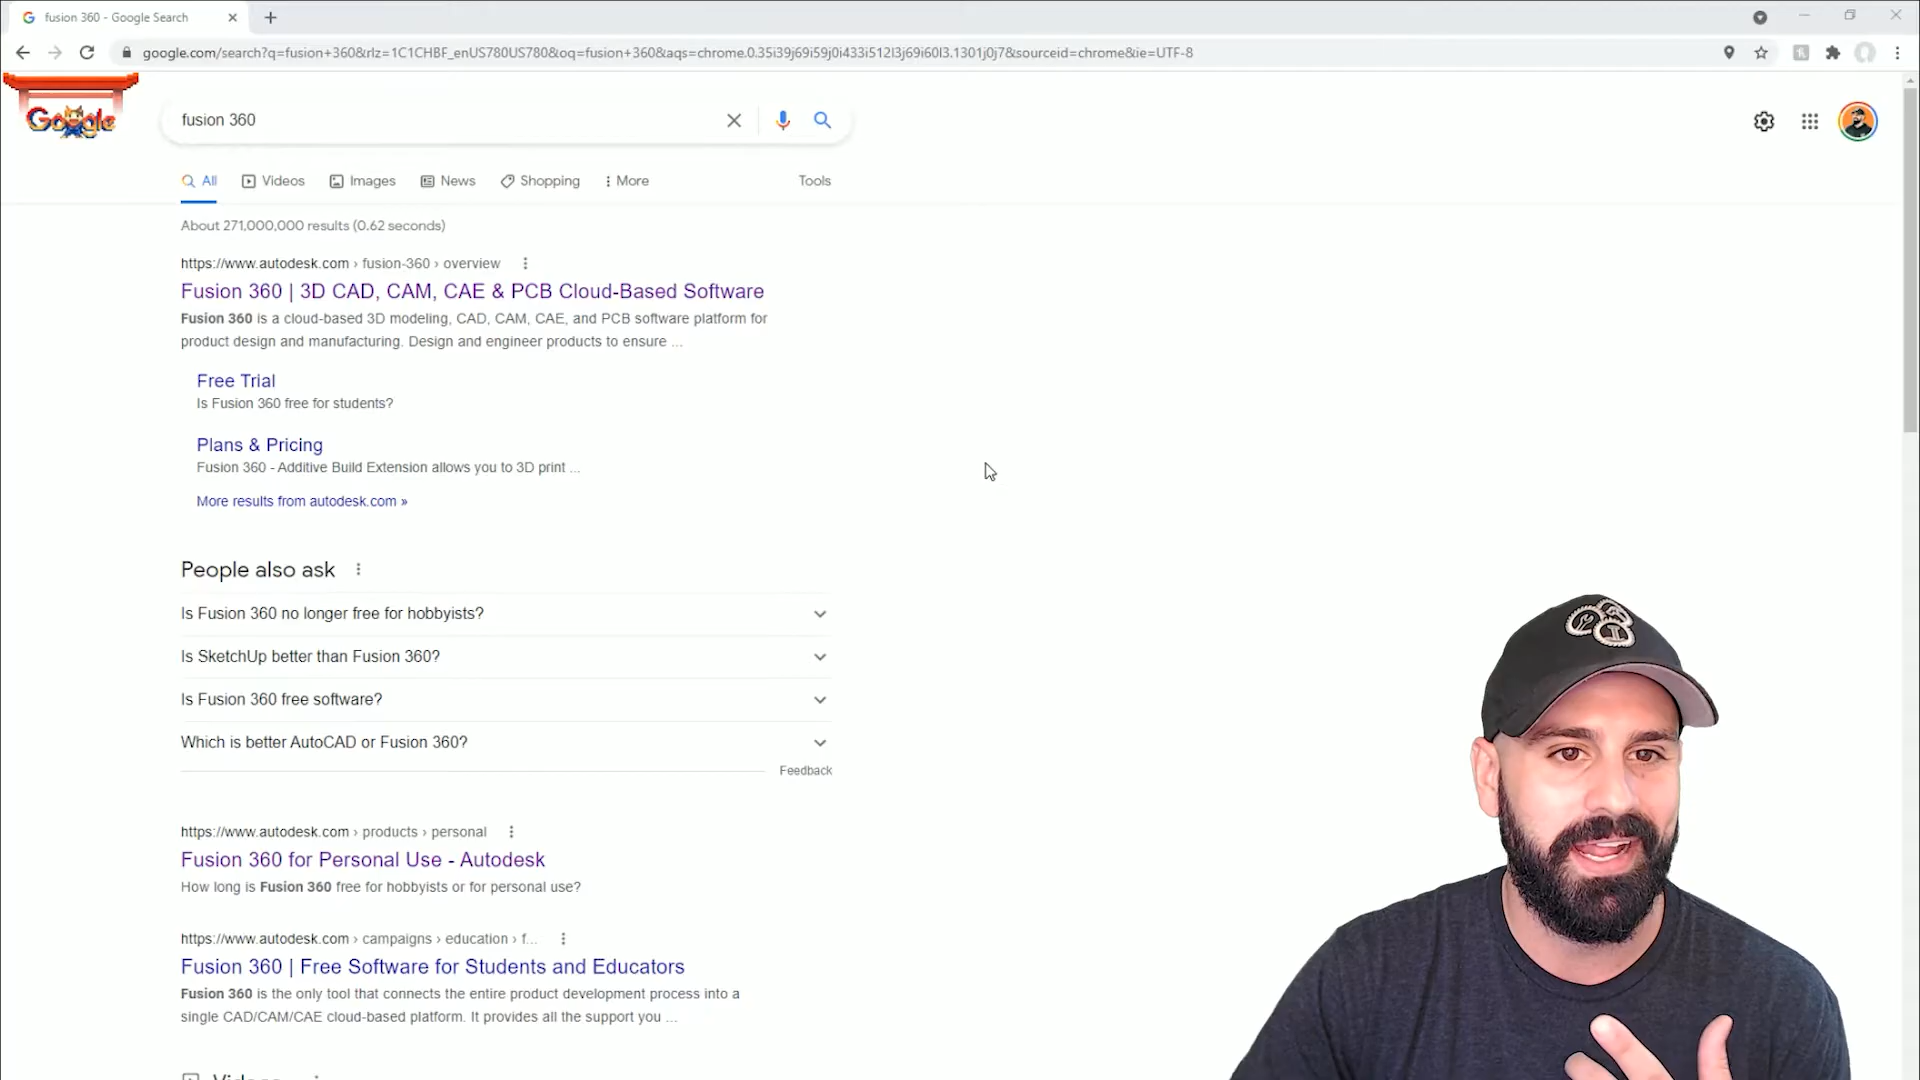 fusion 360 - Google Search
google.com/search?q=fusion+360&rlz=1C1CHBF_enUS780US780&oq=fusion+360&aqs=chrome.0.35i39j69i59j0i433i512l3j69i60l3.1301j0j7&sourceid=chrome&ie=UTF-8
Google
fusion 360
All Videos Images News Shopping More Tools
About 271,000,000 results (0.62 seconds)
https://www.autodesk.com › fusion-360 › overview
Fusion 360 | 3D CAD, CAM, CAE & PCB Cloud-Based Software
Fusion 360 is a cloud-based 3D modeling, CAD, CAM, CAE, and PCB software platform for
product design and manufacturing. Design and engineer products to ensure ...
Free Trial
Is Fusion 360 free for students?
Plans & Pricing
Fusion 360 - Additive Build Extension allows you to 3D print ...
More results from autodesk.com »
People also ask
Is Fusion 360 no longer free for hobbyists?
Is SketchUp better than Fusion 360?
Is Fusion 360 free software?
Which is better AutoCAD or Fusion 360?
Feedback
https://www.autodesk.com › products › personal
Fusion 360 for Personal Use - Autodesk
How long is Fusion 360 free for hobbyists or for personal use?
https://www.autodesk.com › campaigns › education › f...
Fusion 360 | Free Software for Students and Educators
Fusion 360 is the only tool that connects the entire product development process into a
single CAD/CAM/CAE cloud-based platform. It provides all the support you ...
Videos